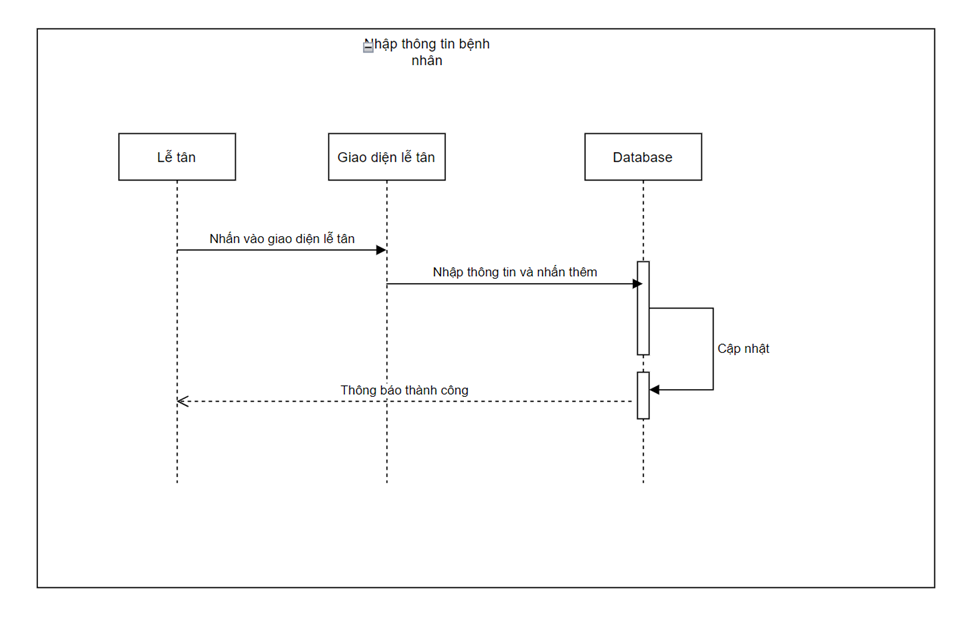 Nhập thông tin bệnh
nhân
Lễ tân
Giao diện lễ tân
Database
Nhấn vào giao diện lễ tân
Nhập thông tin và nhấn thêm
Cập nhật
Thông báo thành công